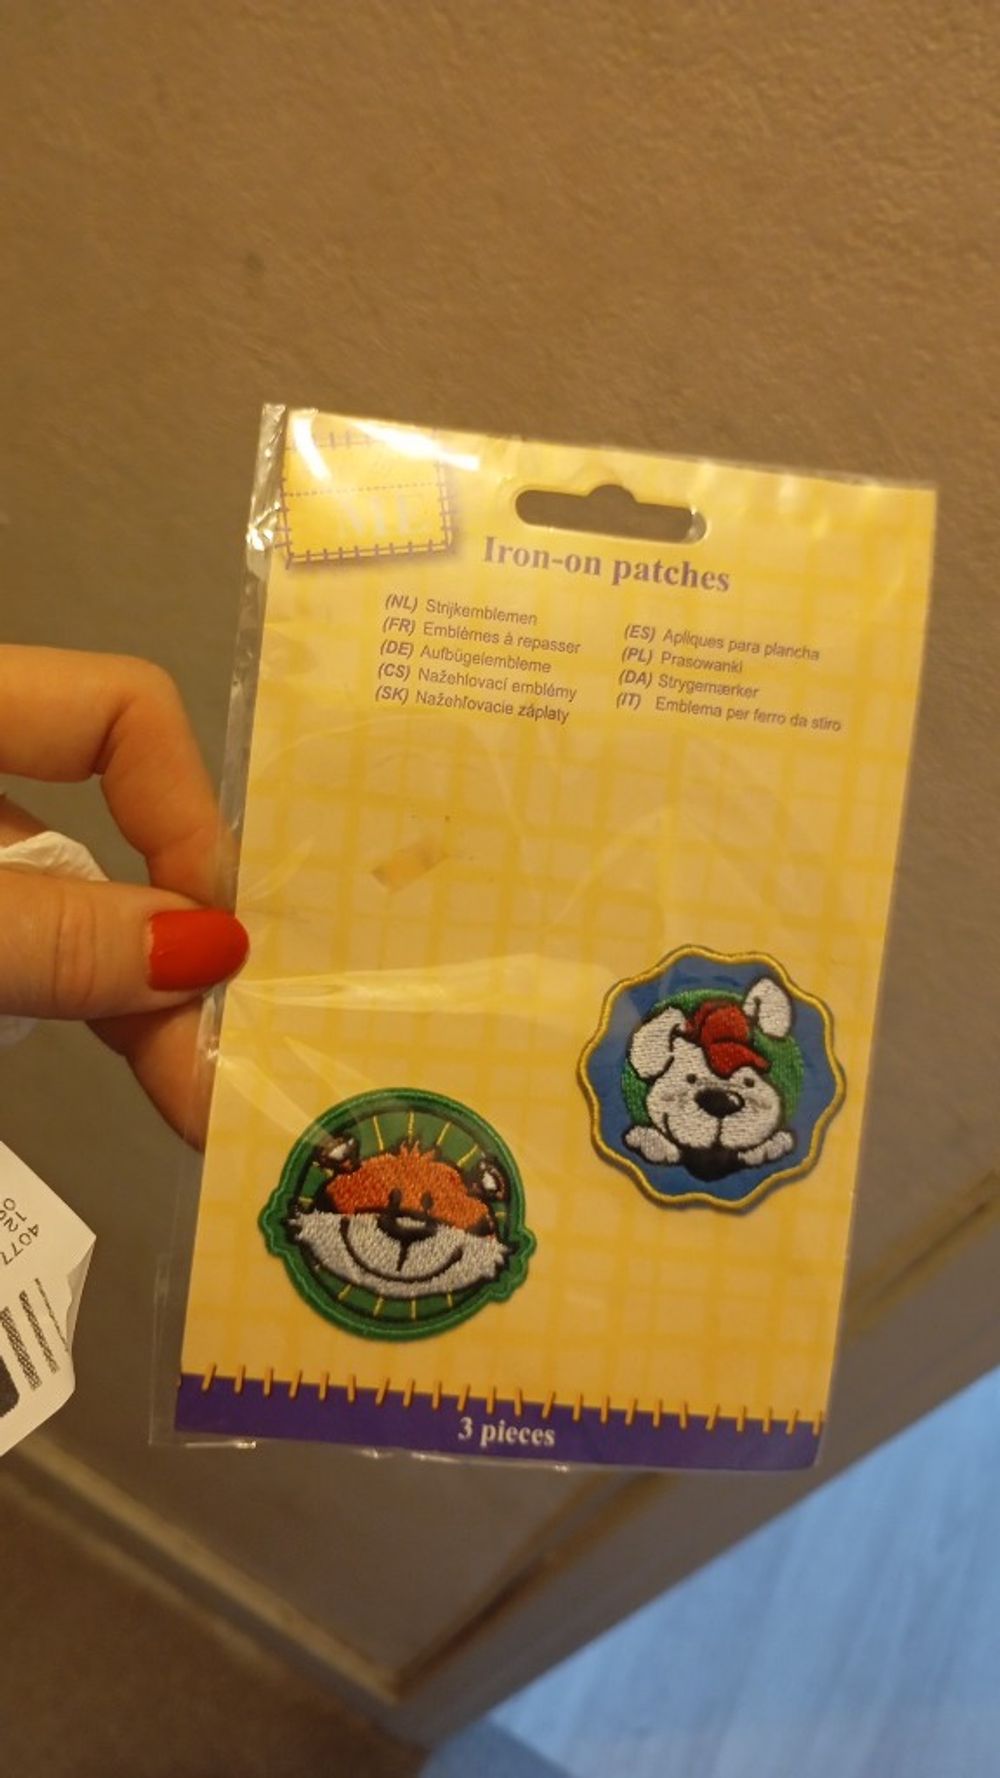 ME
Iron-on patches
(NL) Strijkemblemen
(FR) Emblèmes à repasser
(DE) Aufbügelembleme
(CS) Nažehlovací emblémy
(SK) Nažehľovacie záplaty
(ES) Apliques para plancha
(PL) Prasowanki
(DA) Strygemærker
(IT) Emblema per ferro da stiro
3 pieces